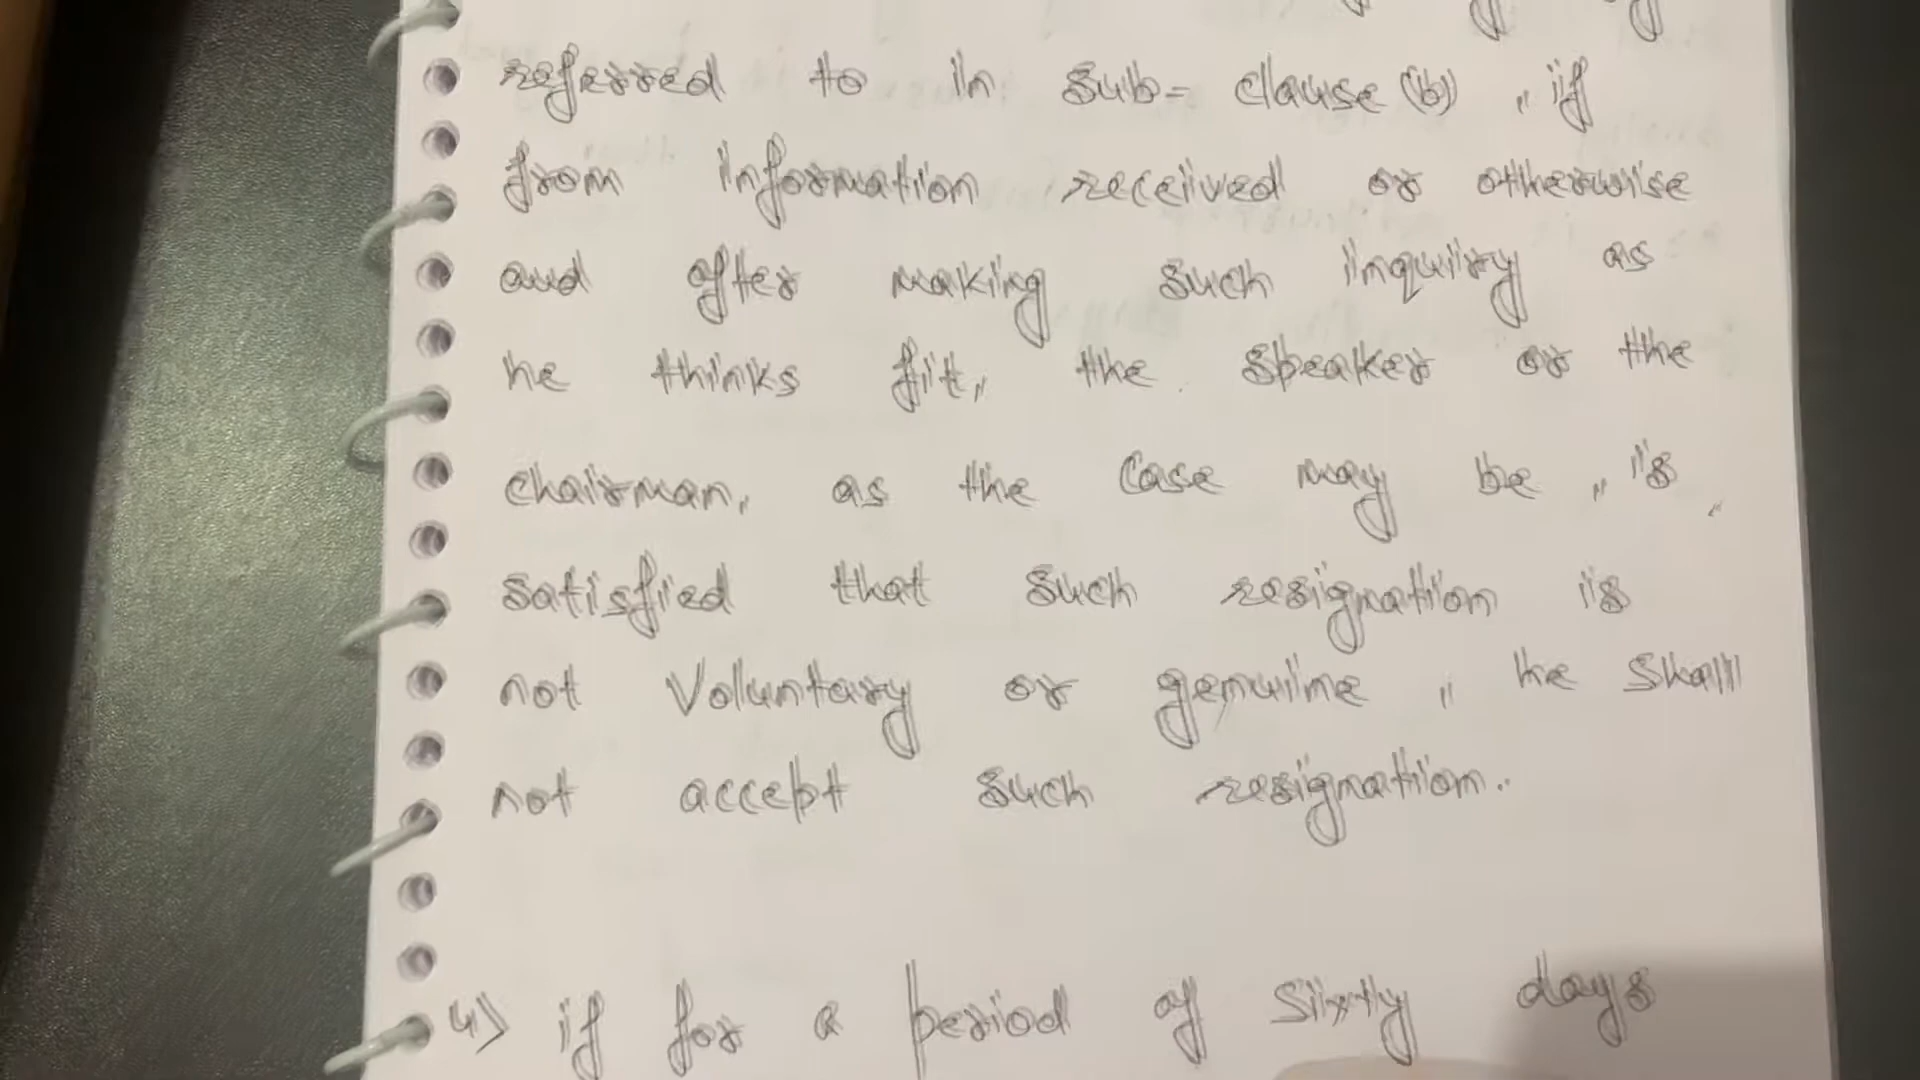 referred to in sub- clause (b) , if
from information received or otherwise
and after making such inquiry as
he thinks fit, the speaker or the
chairman, as the case may be , is
satisfied that such resignation is
not voluntary or genuine , he shall
not accept such resignation.
4) if for a period of sixty days